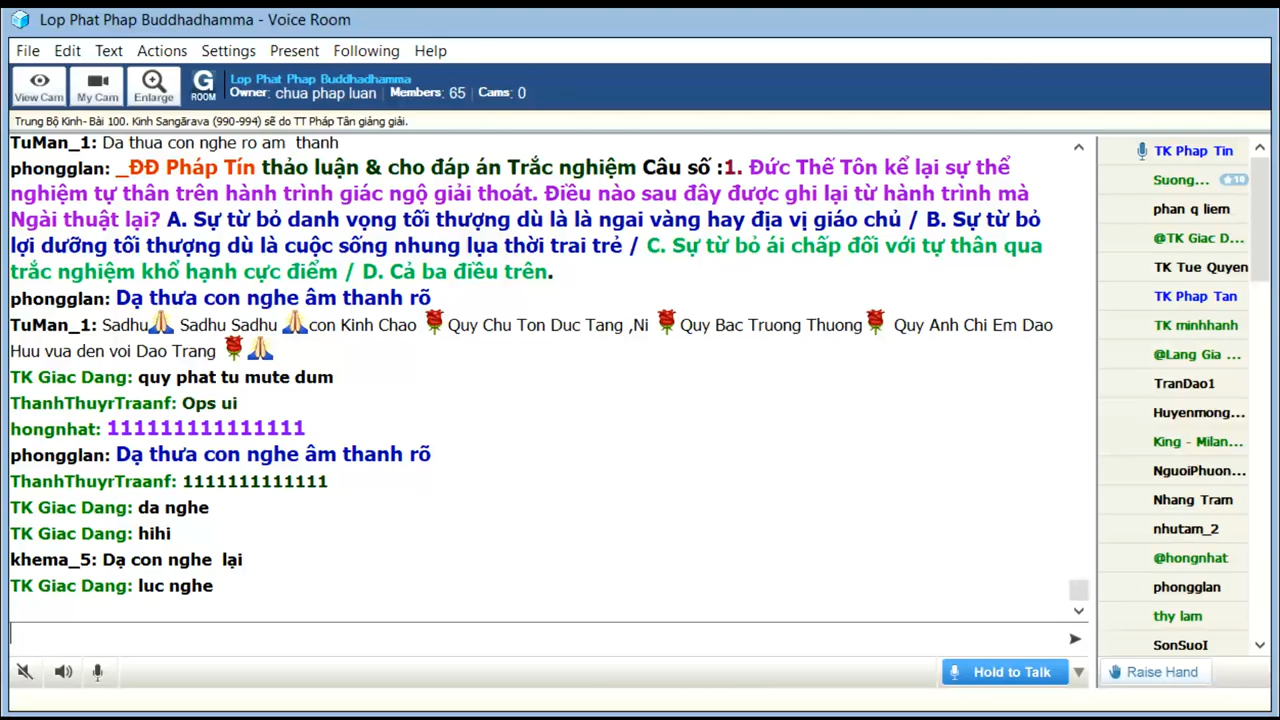 Lop Phat Phap Buddhadhamma - Voice Room
File Edit Text Actions Settings Present Following Help
View Cam My Cam Enlarge G ROOM
Lop Phat Phap Buddhadhamma
Owner: chua phap luan Members: 65 Cams: 0
Trung Bộ Kinh- Bài 100. Kinh Sangārava (990-994) sẽ do TT Pháp Tân giảng giải.
TuMan_1: Da thua con nghe ro am thanh
phongglan: _ĐĐ Pháp Tín thảo luận & cho đáp án Trắc nghiệm Câu số :1. Đức Thế Tôn kể lại sự thể
nghiệm tự thân trên hành trình giác ngộ giải thoát. Điều nào sau đây được ghi lại từ hành trình mà
Ngài thuật lại? A. Sự từ bỏ danh vọng tối thượng dù là là ngai vàng hay địa vị giáo chủ / B. Sự từ bỏ
lợi dưỡng tối thượng dù là cuộc sống nhung lụa thời trai trẻ / C. Sự từ bỏ ái chấp đối với tự thân qua
trắc nghiệm khổ hạnh cực điểm / D. Cả ba điều trên.
phongglan: Dạ thưa con nghe âm thanh rõ
TuMan_1: Sadhu🙏 Sadhu Sadhu 🙏con Kinh Chao 🌹Quy Chu Ton Duc Tang ,Ni 🌹Quy Bac Truong Thuong🌹 Quy Anh Chi Em Dao
Huu vua den voi Dao Trang 🌹🙏
TK Giac Dang: quy phat tu mute dum
ThanhThuyrTraanf: Ops ui
hongnhat: 11111111111111
phongglan: Dạ thưa con nghe âm thanh rõ
ThanhThuyrTraanf: 1111111111111
TK Giac Dang: da nghe
TK Giac Dang: hihi
khema_5: Dạ con nghe lại
TK Giac Dang: luc nghe
Hold to Talk
TK Phap Tin
Suong... +10
phan q liem
@TK Giac D...
TK Tue Quyen
TK Phap Tan
TK minhhanh
@Lang Gia ...
TranDao1
Huyenmong...
King - Milan...
NguoiPhuon...
Nhang Tram
nhutam_2
@hongnhat
phongglan
thy lam
SonSuoI
Raise Hand